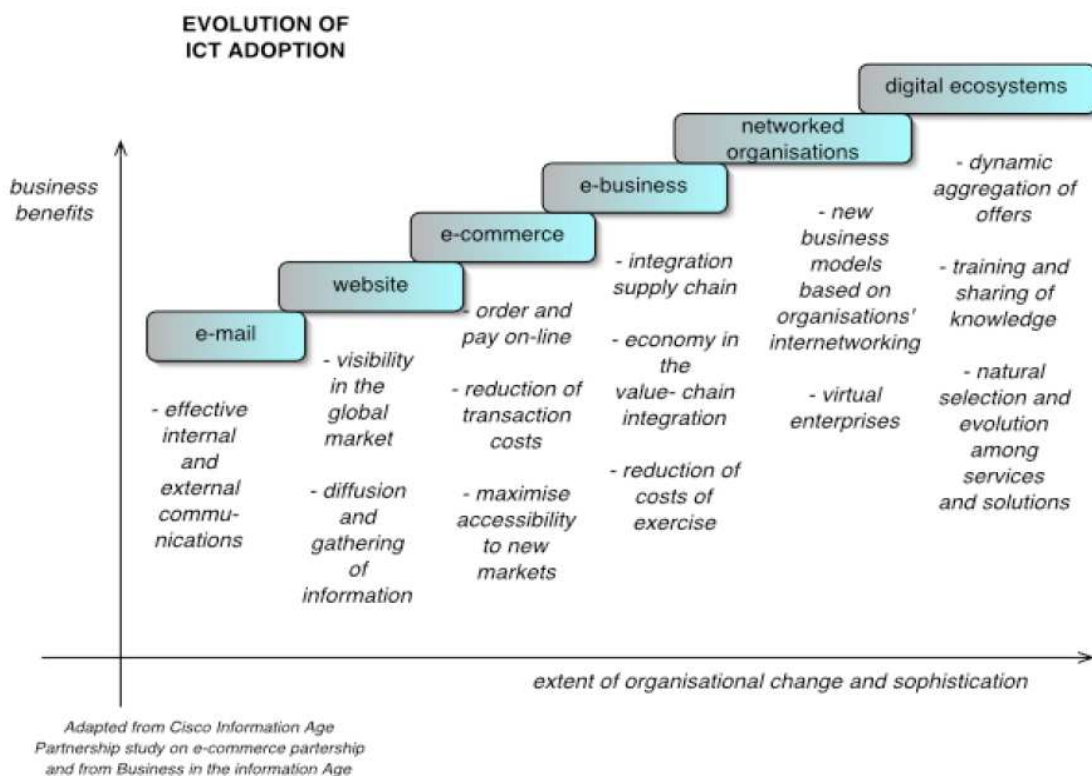 EVOLUTION OF
ICT ADOPTION
business
benefits
e-mail
- effective
internal
and
external
commu-
nications
website
- visibility
in the
global
market
- diffusion
and
gathering
of
information
e-commerce
- order and
pay on-line
- reduction of
transaction
costs
- maximise
accessibility
to new
markets
e-business
- integration
supply chain
- economy in
the
value- chain
integration
- reduction of
costs of
exercise
networked
organisations
- new
business
models
based on
organisations'
internetworking
- virtual
enterprises
digital ecosystems
- dynamic
aggregation of
offers
- training and
sharing of
knowledge
- natural
selection and
evolution
among
services
and solutions
extent of organisational change and sophistication
Adapted from Cisco Information Age
Partnership study on e-commerce partership
and from Business in the information Age